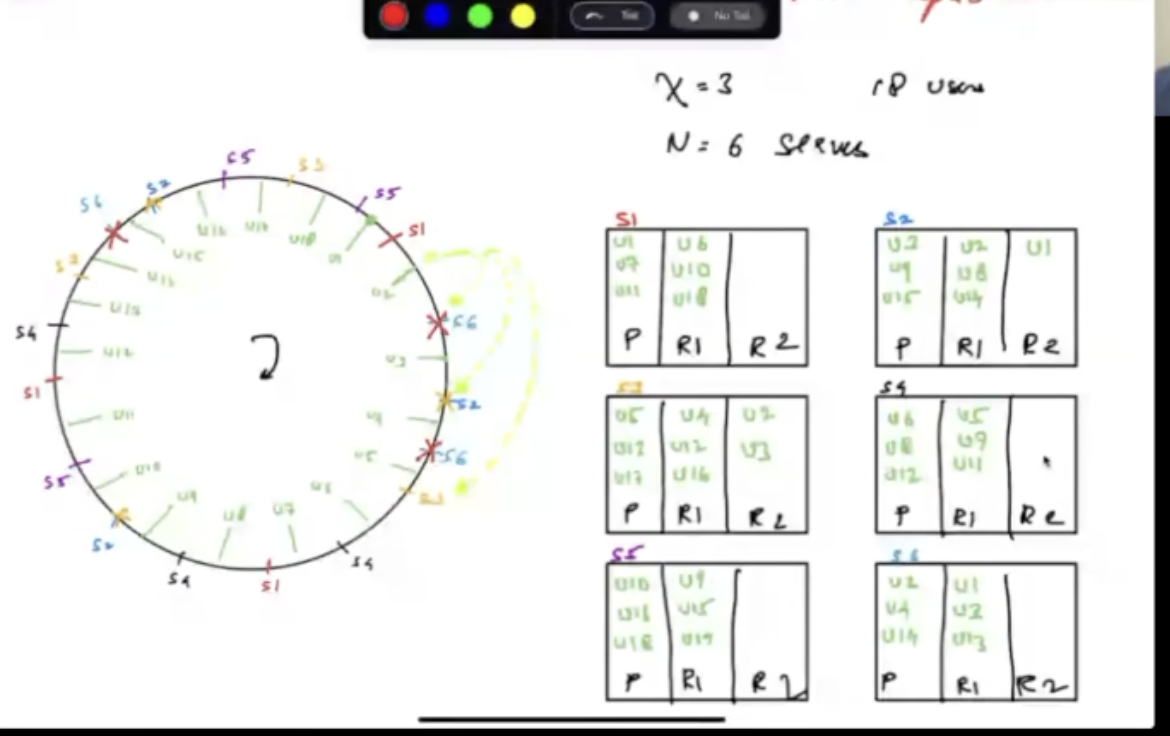 No Tail
X = 3 18 users
N = 6 Servers
S5 S3
S2 S5
S6 S1
U16 U17 U18 U1
U15
S3 U2
U13 S6
S4 U12 U3
S1 S2
U11 U4
S6
U5
S5 U10 S3
U9 U8 U7 U6
S2
S4 S1 S4
S1
U1 U6
U7 U10
U11 U18
P R1 R2
S2
U3 U2 U1
U9 U8
U15 U14
P R1 R2
S3
U5 U4 U2
U12 U3
U17 U16
P R1 R2
S4
U6 U5
U8 U9
U12 U11
P R1 R2
S5
U10 U9
U16 U15
U18 U17
P R1 R2
S6
U2 U1
U4 U3
U14 U13
P R1 R2